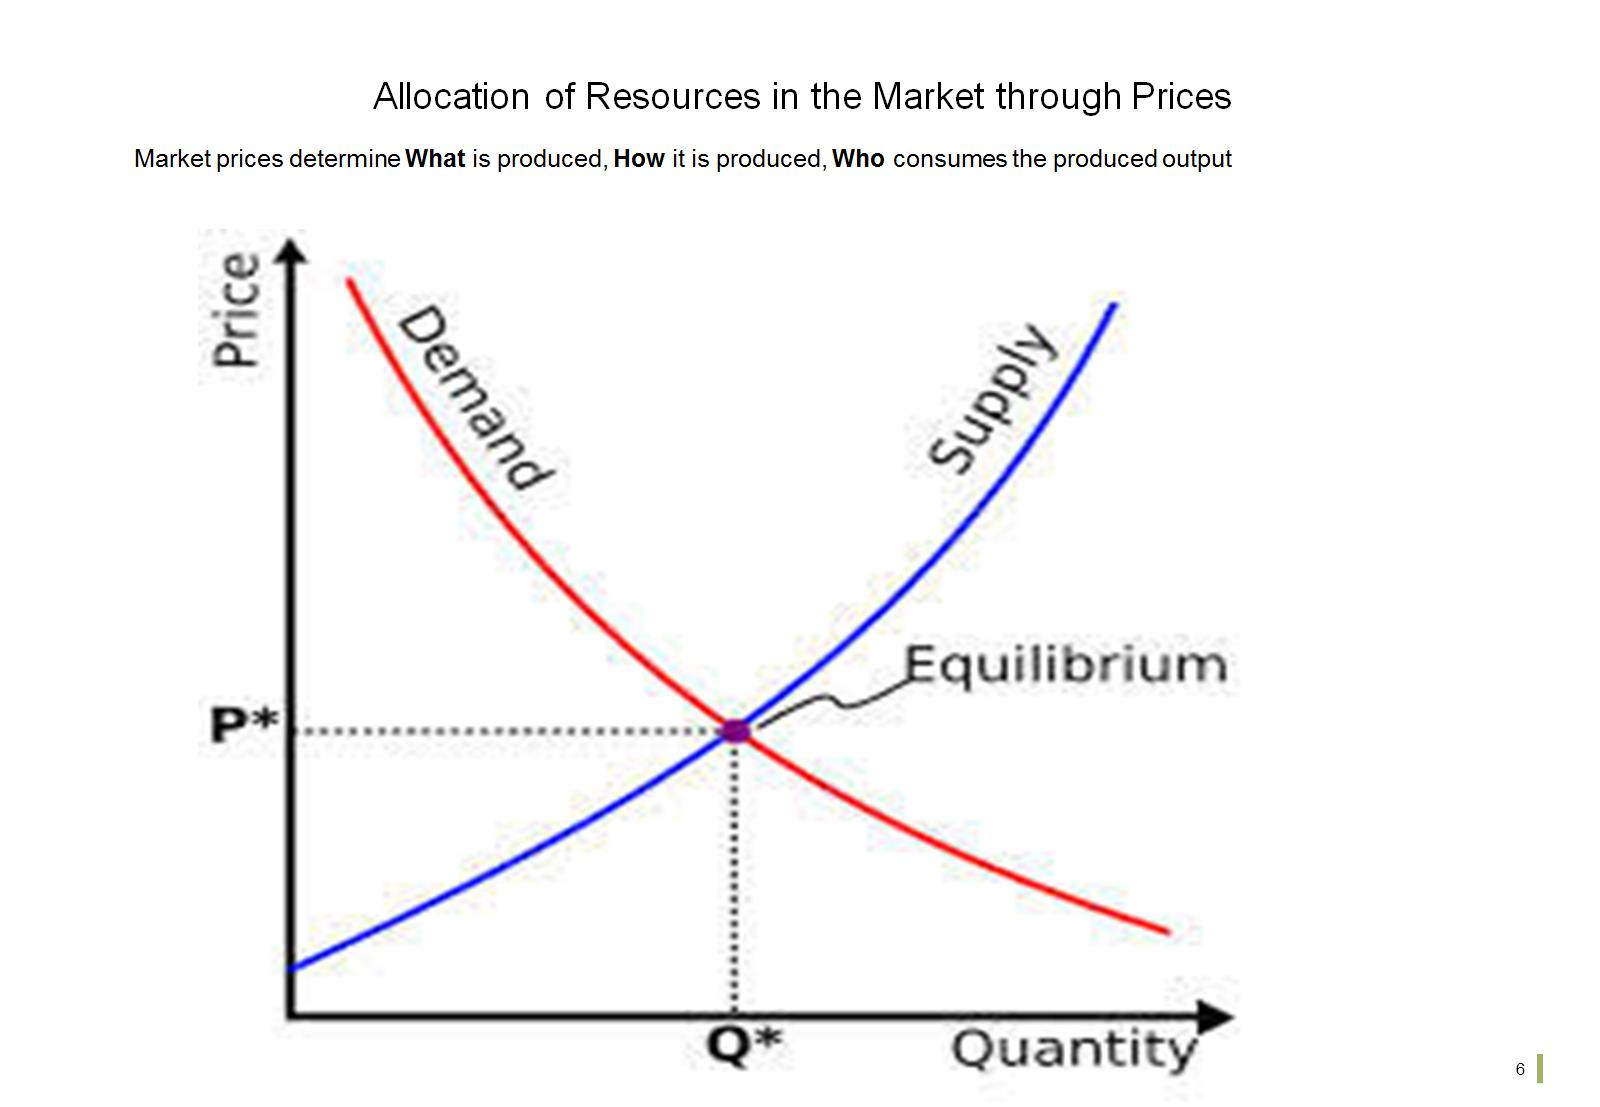 Allocation of Resources in the Market through Prices
Market prices determine What is produced, How it is produced, Who consumes the produced output
Price
Demand
Supply
Equilibrium
P*
Q*
Quantity
6